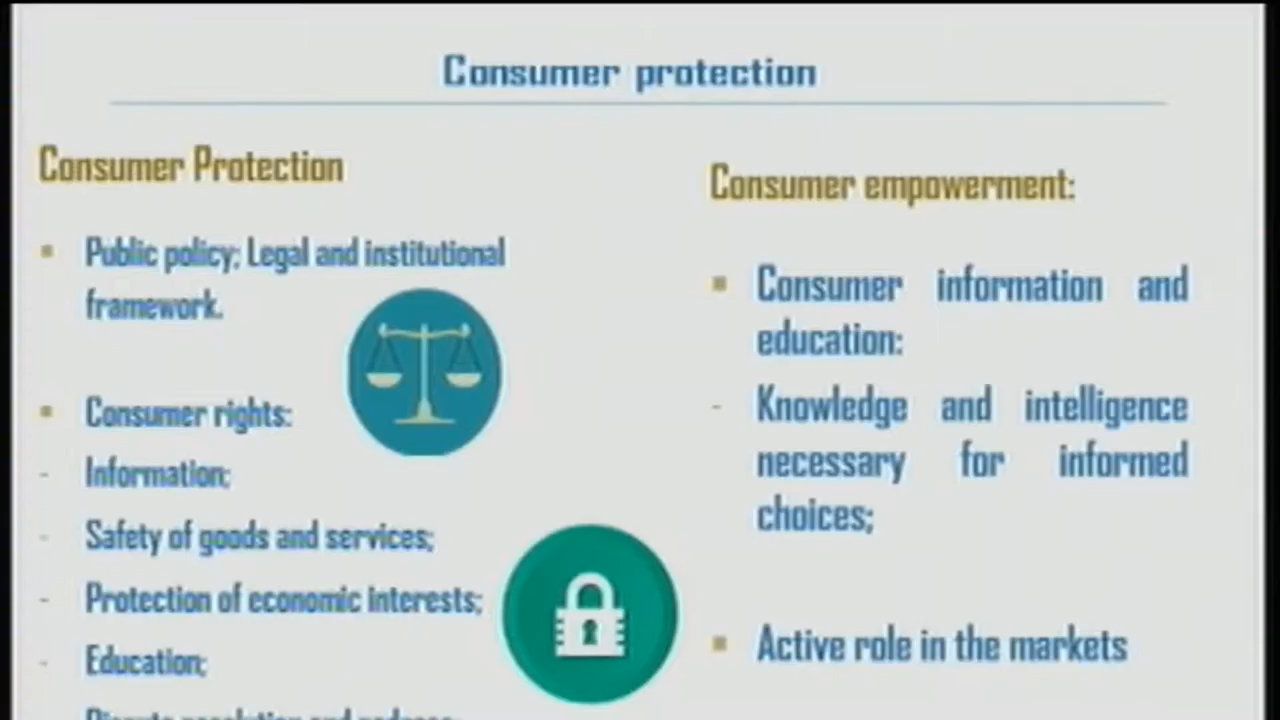 Consumer protection
Consumer Protection
▪ Public policy; Legal and institutional
framework.
▪ Consumer rights:
- Information;
- Safety of goods and services;
- Protection of economic interests;
- Education;
Consumer empowerment:
▪ Consumer information and
education:
- Knowledge and intelligence
necessary for informed
choices;
▪ Active role in the markets